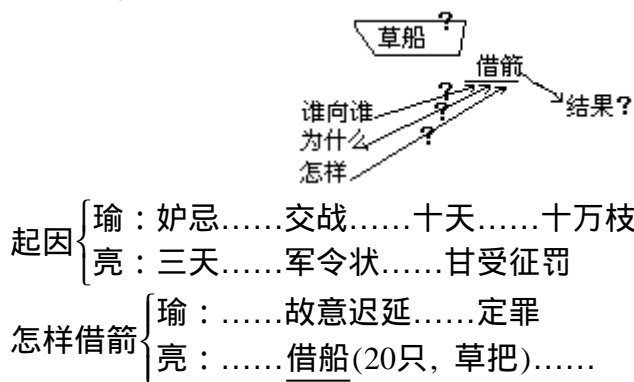 ?
草船
借箭
?
?
谁向谁
结果?
为什么
?
怎样
起因
瑜：妒忌……交战……十天……十万枝
亮：三天……军令状……甘受征罚
怎样借箭
瑜：……故意迟延……定罪
亮：……借船(20只, 草把)……